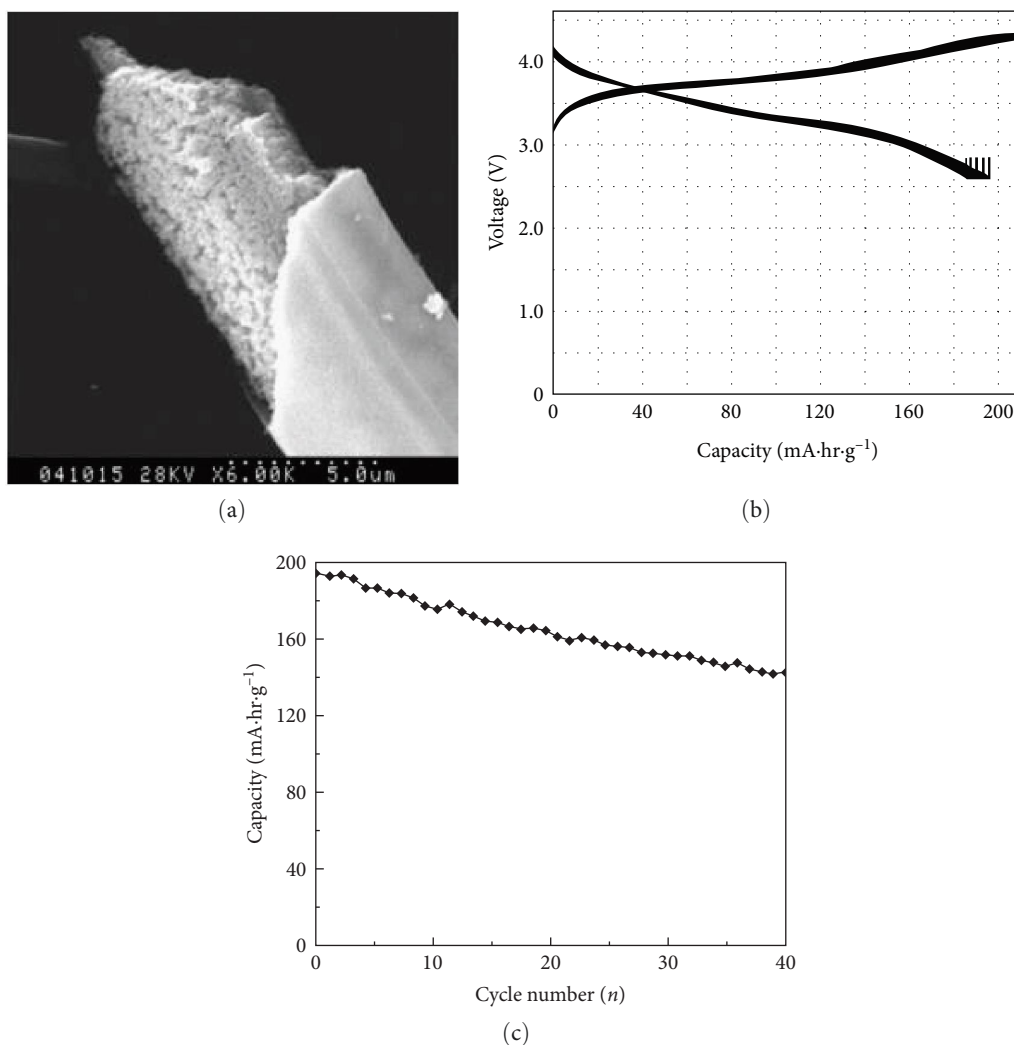 041015 28KV X6.00K 5.0um
(a)
Voltage (V)
4.0
3.0
2.0
1.0
0
0 40 80 120 160 200
Capacity (mA·hr·g⁻¹)
(b)
Capacity (mA·hr·g⁻¹)
200
160
120
80
40
0
0 10 20 30 40
Cycle number (n)
(c)